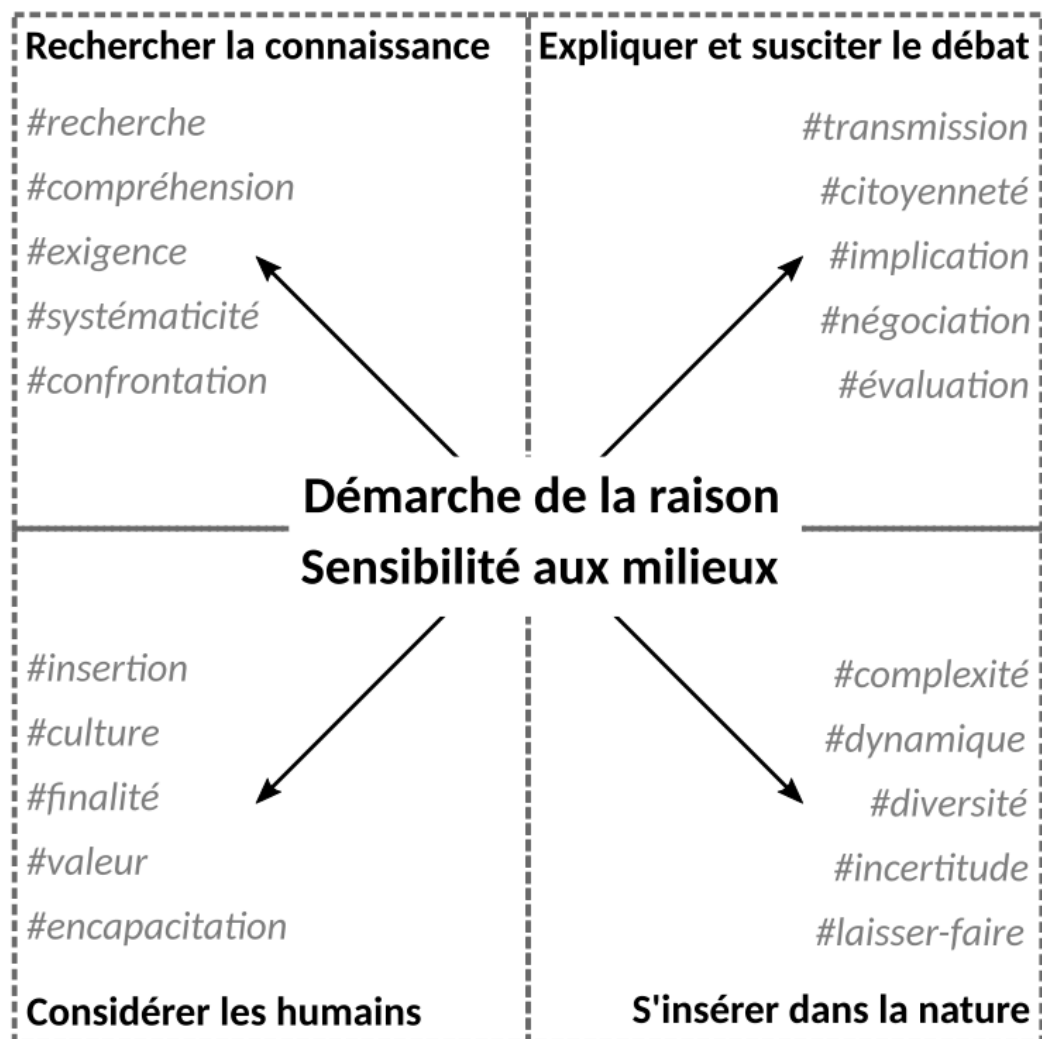 Rechercher la connaissance
#recherche
#compréhension
#exigence
#systématicité
#confrontation
Expliquer et susciter le débat
#transmission
#citoyenneté
#implication
#négociation
#évaluation
Démarche de la raison
Sensibilité aux milieux
#insertion
#culture
#finalité
#valeur
#encapacitation
Considérer les humains
#complexité
#dynamique
#diversité
#incertitude
#laisser-faire
S'insérer dans la nature